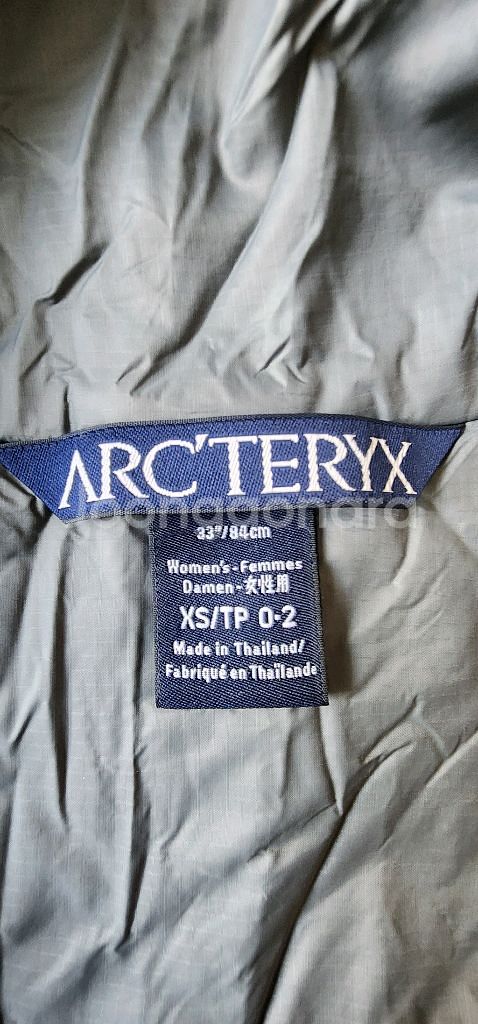 ARC'TERYX
33"/84cm
Women's-Femmes
Damen-女性用
XS/TP 0-2
Made in Thailand/
Fabriqué en Thaïlande